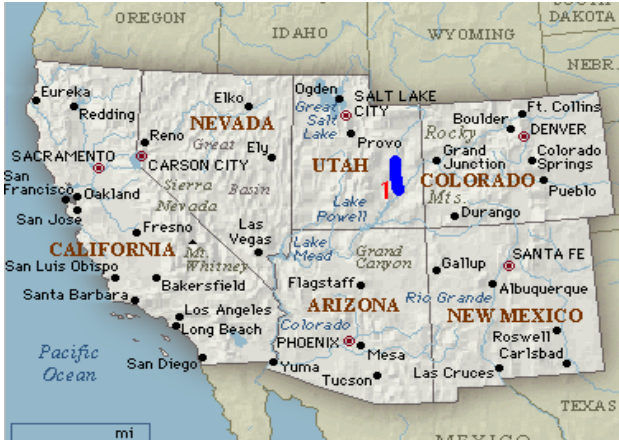 OREGON
IDAHO
WYOMING
SOUTH
DAKOTA
NEBR.
Eureka
Redding
Elko
NEVADA
Ogden
Great
Salt
Lake
SALT LAKE
CITY
Provo
Ft. Collins
Boulder
DENVER
Rocky
Mts.
Reno
CARSON CITY
Great
Basin
Ely
UTAH
Grand
Junction
COLORADO
Colorado
Springs
Pueblo
SACRAMENTO
San
Francisco
Oakland
San Jose
Sierra
Nevada
1
Lake
Powell
Durango
Fresno
CALIFORNIA
Mt.
Whitney
Las
Vegas
Lake
Mead
Grand
Canyon
Gallup
SANTA FE
San Luis Obispo
Bakersfield
Santa Barbara
Flagstaff
ARIZONA
Rio Grande
Albuquerque
NEW MEXICO
Los Angeles
Long Beach
Colorado
PHOENIX
Mesa
Roswell
Carlsbad
Pacific
Ocean
San Diego
Yuma
Tucson
Las Cruces
TEXAS
mi
MEXICO